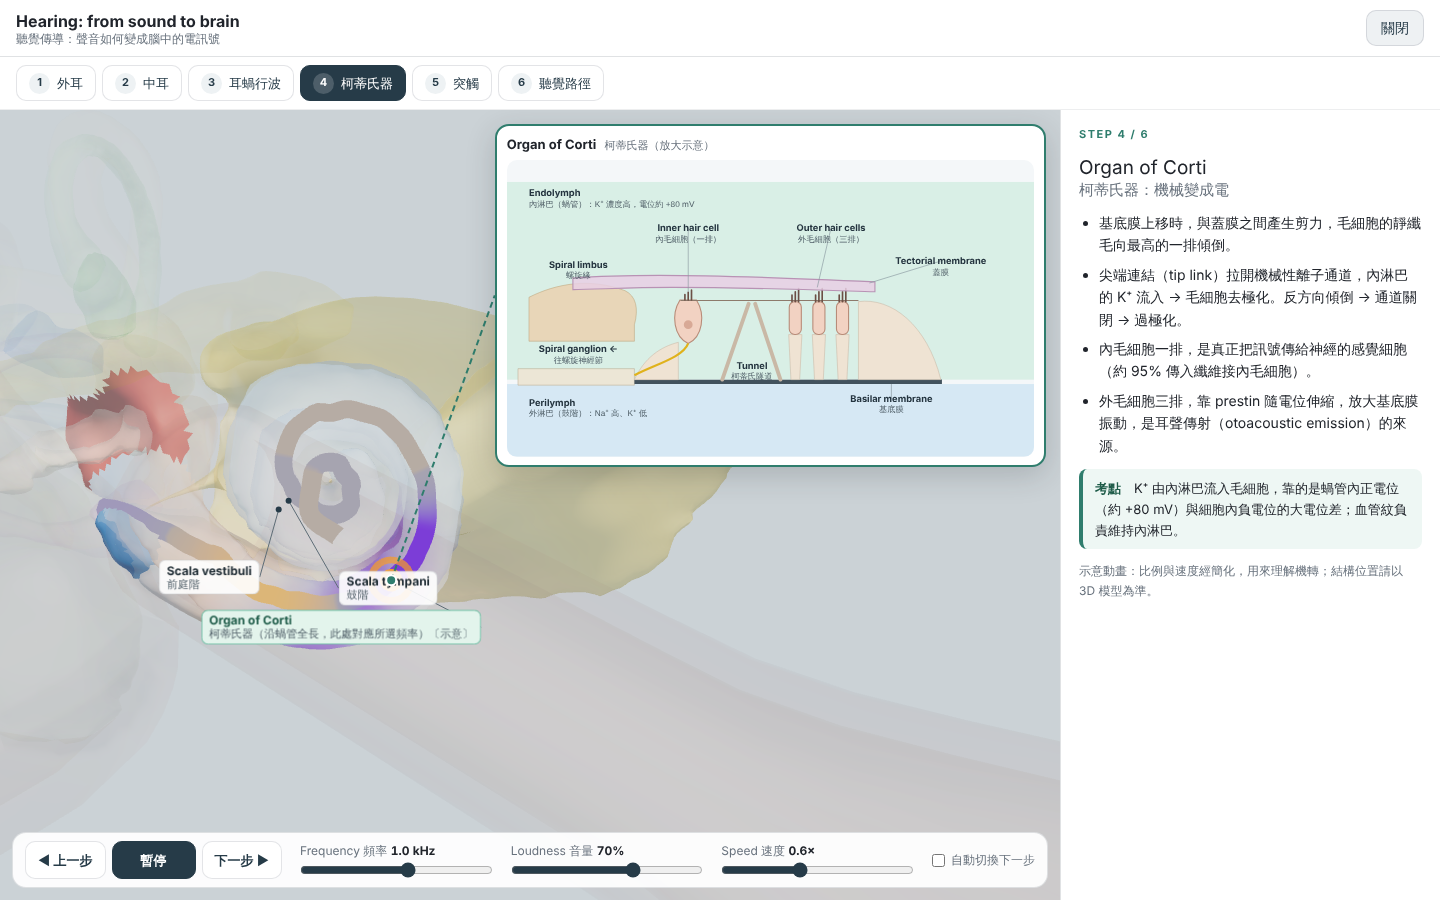 Hearing: from sound to brain
聽覺傳導：聲音如何變成腦中的電訊號
關閉
1 外耳
2 中耳
3 耳蝸行波
4 柯蒂氏器
5 突觸
6 聽覺路徑
Organ of Corti 柯蒂氏器（放大示意）
Endolymph
內淋巴（蝸管）：K⁺ 濃度高，電位約 +80 mV
Inner hair cell
內毛細胞（一排）
Outer hair cells
外毛細胞（三排）
Spiral limbus
螺旋緣
Tectorial membrane
蓋膜
Spiral ganglion ←
往螺旋神經節
Tunnel
柯蒂氏隧道
Perilymph
外淋巴（鼓階）：Na⁺ 高、K⁺ 低
Basilar membrane
基底膜
Scala vestibuli
前庭階
Scala tympani
鼓階
Organ of Corti
柯蒂氏器（沿蝸管全長，此處對應所選頻率）〔示意〕
◀ 上一步
暫停
下一步 ▶
Frequency 頻率 1.0 kHz
Loudness 音量 70%
Speed 速度 0.6×
自動切換下一步
STEP 4 / 6
Organ of Corti
柯蒂氏器：機械變成電
• 基底膜上移時，與蓋膜之間產生剪力，毛細胞的靜纖
毛向最高的一排傾倒。
• 尖端連結（tip link）拉開機械性離子通道，內淋巴
的 K⁺ 流入 → 毛細胞去極化。反方向傾倒 → 通道關
閉 → 過極化。
• 內毛細胞一排，是真正把訊號傳給神經的感覺細胞
（約 95% 傳入纖維接內毛細胞）。
• 外毛細胞三排，靠 prestin 隨電位伸縮，放大基底膜
振動，是耳聲傳射（otoacoustic emission）的來
源。
考點 K⁺ 由內淋巴流入毛細胞，靠的是蝸管內正電位
（約 +80 mV）與細胞內負電位的大電位差；血管紋負
責維持內淋巴。
示意動畫：比例與速度經簡化，用來理解機轉；結構位置請以
3D 模型為準。